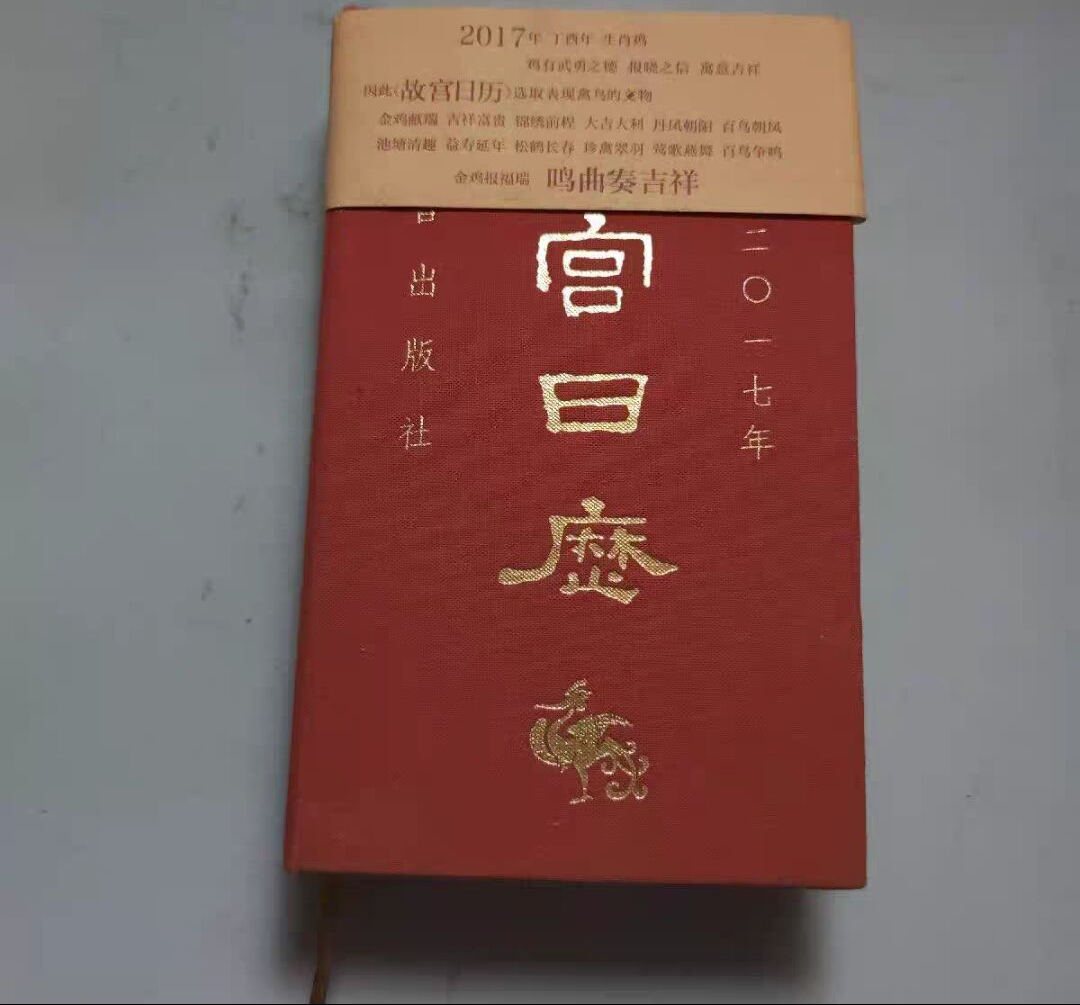 2017年 丁酉年 生肖鸡
鸡有武勇之德 报晓之信 寓意吉祥
因此《故宫日历》选取表现禽鸟的文物
金鸡献瑞 吉祥富贵 锦绣前程 大吉大利 丹凤朝阳 百鸟朝凤
池塘清趣 益寿延年 松鹤长春 珍禽翠羽 莺歌燕舞 百鸟争鸣
金鸡报福瑞 鸣曲奏吉祥
二〇一七年
宫日歷
出版社